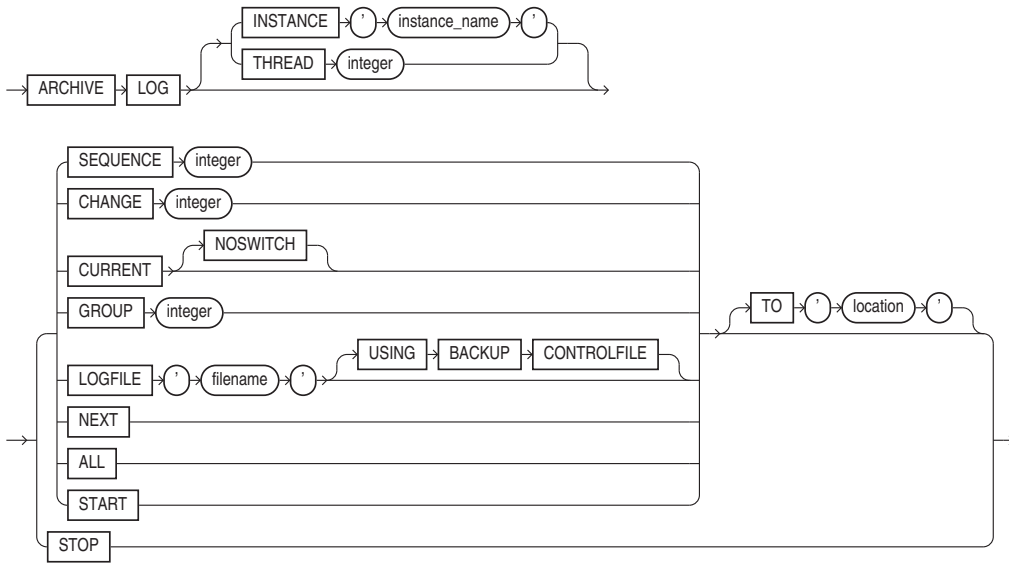 INSTANCE ' instance_name '
THREAD integer
ARCHIVE LOG
SEQUENCE integer
CHANGE integer
NOSWITCH
CURRENT
GROUP integer
TO ' location '
USING BACKUP CONTROLFILE
LOGFILE ' filename '
NEXT
ALL
START
STOP